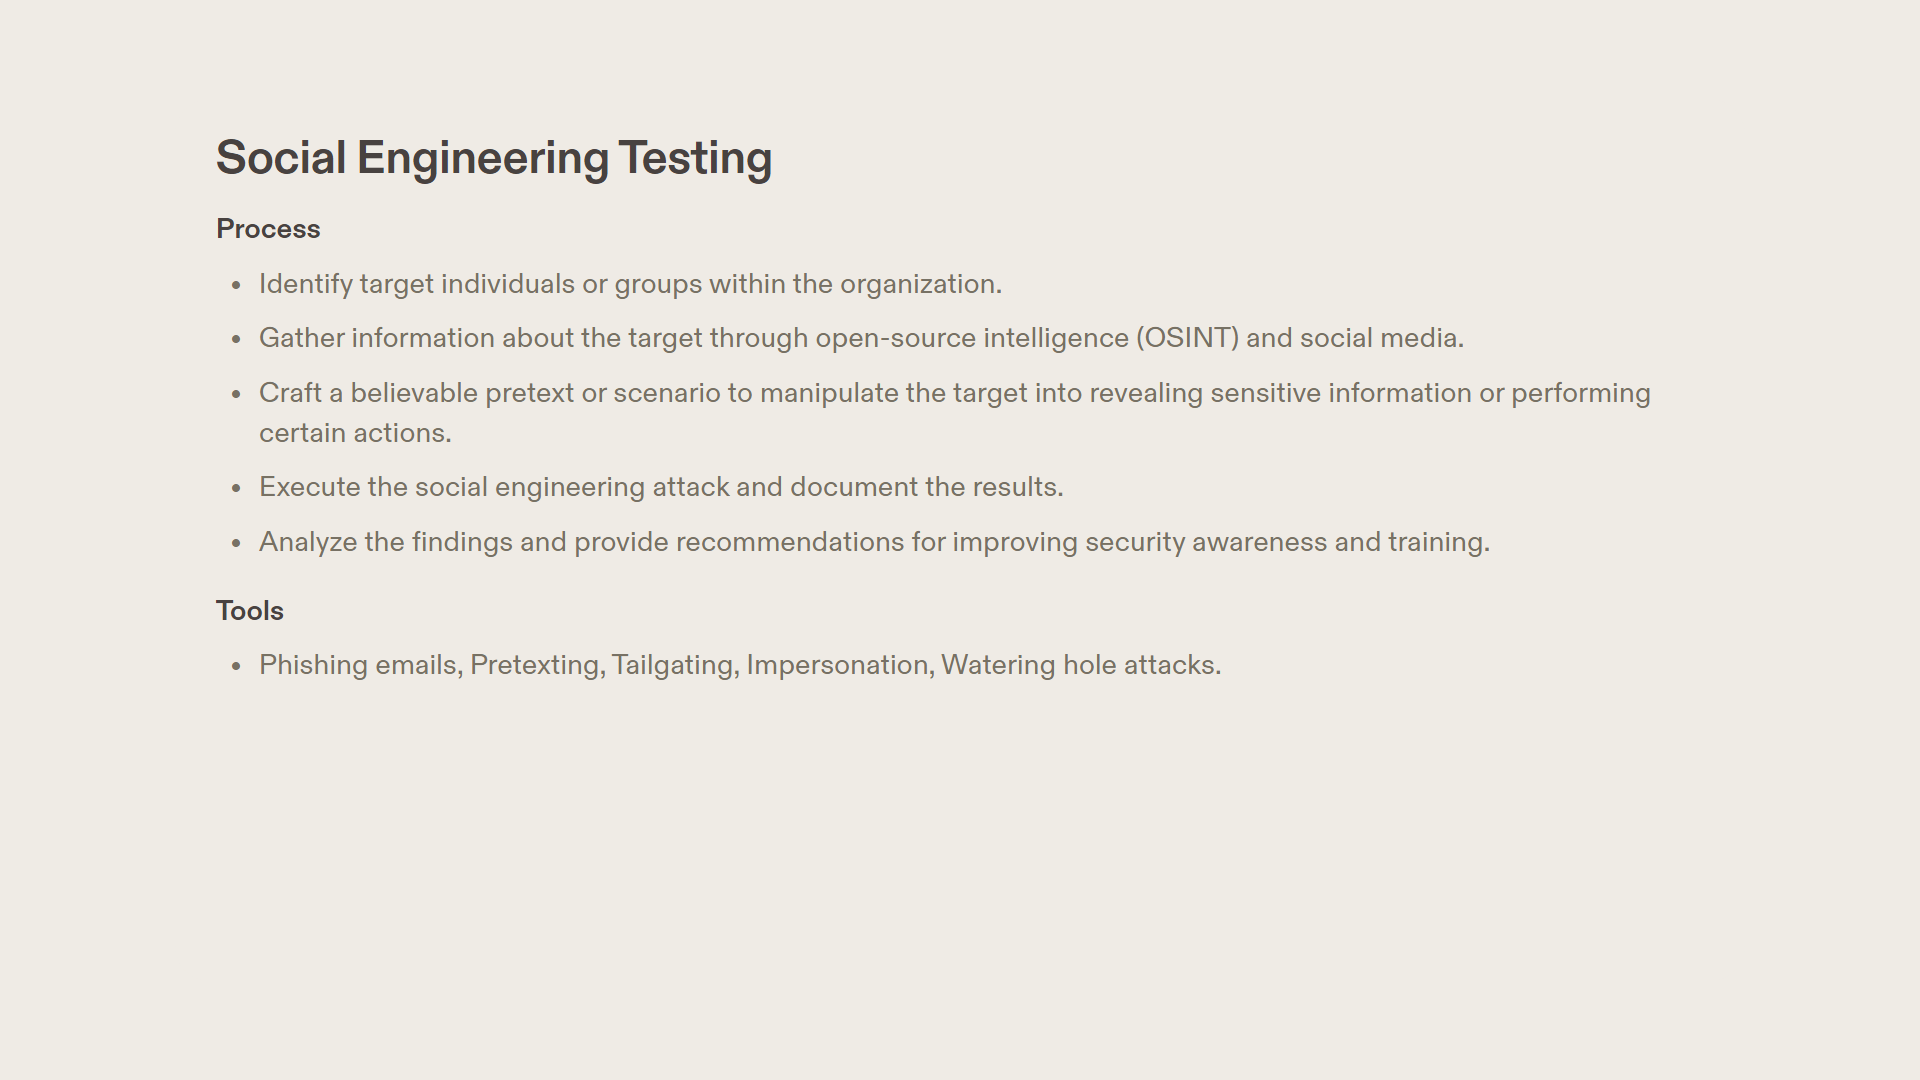 Social Engineering Testing
Process
• Identify target individuals or groups within the organization.
• Gather information about the target through open-source intelligence (OSINT) and social media.
• Craft a believable pretext or scenario to manipulate the target into revealing sensitive information or performing
certain actions.
• Execute the social engineering attack and document the results.
• Analyze the findings and provide recommendations for improving security awareness and training.
Tools
• Phishing emails, Pretexting, Tailgating, Impersonation, Watering hole attacks.